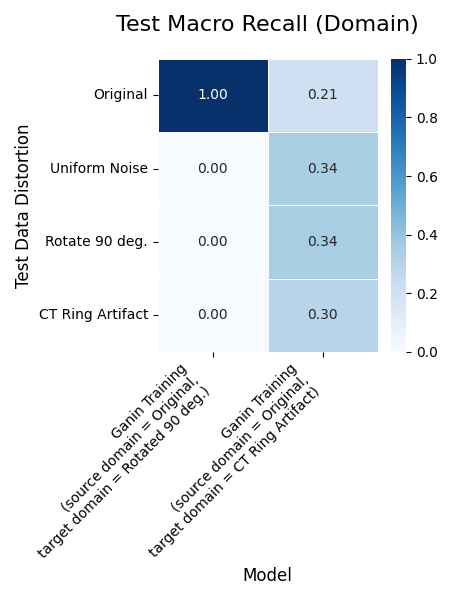 Test Macro Recall (Domain)
Test Data Distortion
Original
Uniform Noise
Rotate 90 deg.
CT Ring Artifact
1.00 0.21
0.00 0.34
0.00 0.34
0.00 0.30
1.0
0.8
0.6
0.4
0.2
0.0
Ganin Training
(source domain = Original,
target domain = Rotated 90 deg.)
Ganin Training
(source domain = Original,
target domain = CT Ring Artifact)
Model